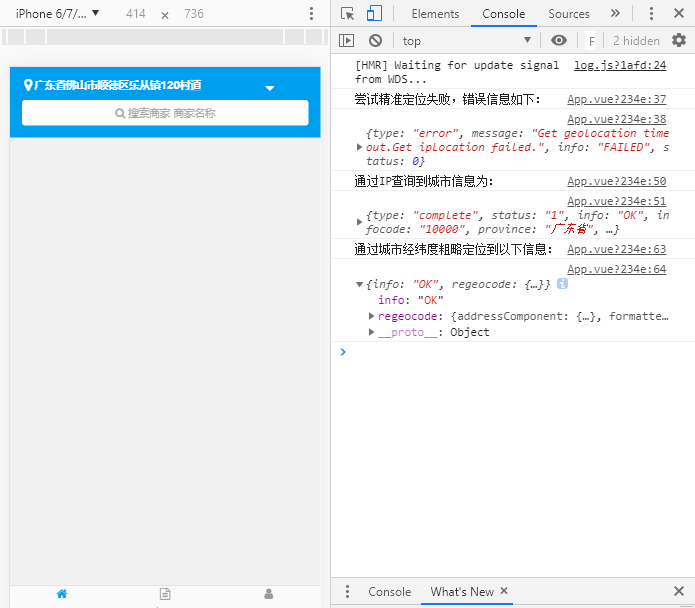 iPhone 6/7/... ▼ 414 × 736
Elements Console Sources »
top ▼ F 2 hidden
广东省佛山市顺德区乐从镇120村道
搜索商家 商家名称
[HMR] Waiting for update signal log.js?1afd:24
from WDS...
尝试精准定位失败，错误信息如下： App.vue?234e:37
App.vue?234e:38
{type: "error", message: "Get geolocation time
out.Get ipLocation failed.", info: "FAILED", s
tatus: 0}
通过IP查询到城市信息为： App.vue?234e:50
App.vue?234e:51
{type: "complete", status: "1", info: "OK", in
focode: "10000", province: "广东省", …}
通过城市经纬度粗略定位到以下信息： App.vue?234e:63
App.vue?234e:64
{info: "OK", regeocode: {…}} i
info: "OK"
regeocode: {addressComponent: {…}, formatte…
__proto__: Object
Console What's New ×